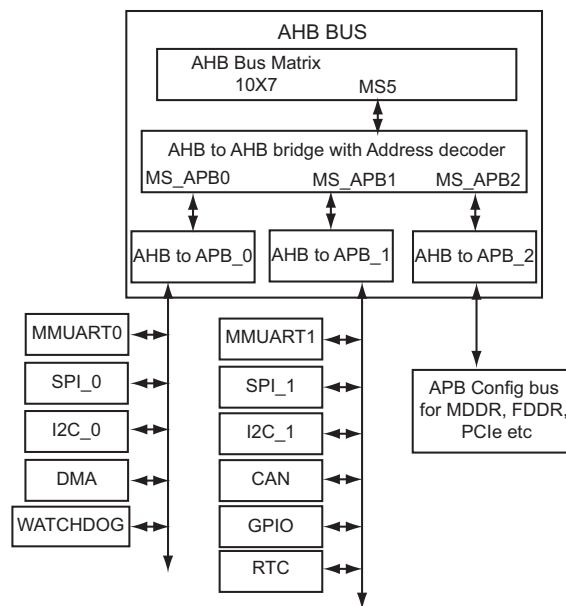 AHB BUS
AHB Bus Matrix
10X7
MS5
AHB to AHB bridge with Address decoder
MS_APB0
MS_APB1
MS_APB2
AHB to APB_0
AHB to APB_1
AHB to APB_2
MMUART0
SPI_0
I2C_0
DMA
WATCHDOG
MMUART1
SPI_1
I2C_1
CAN
GPIO
RTC
APB Config bus
for MDDR, FDDR,
PCIe etc